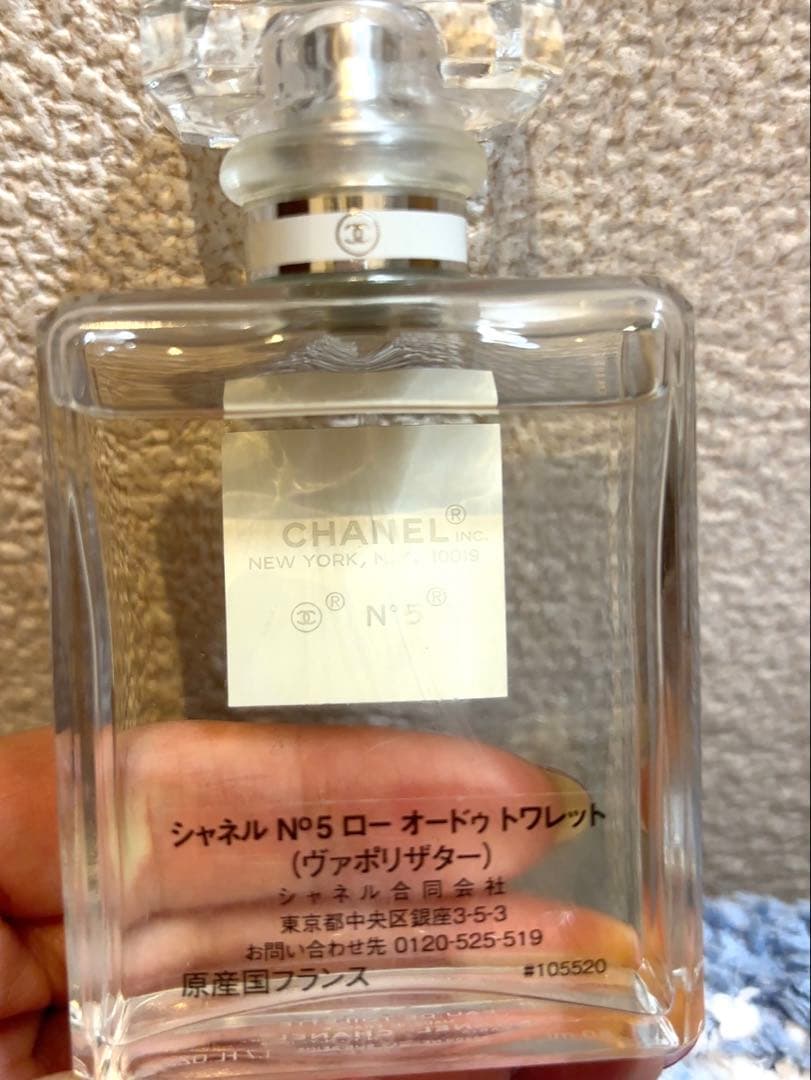 CHANEL® INC.
NEW YORK, N.Y. 10019
® N°5®
シャネル Nº5 ロー オードゥ トワレット
(ヴァポリザター)
シャネル合同会社
東京都中央区銀座3-5-3
お問い合わせ先 0120-525-519
原産国フランス #105520